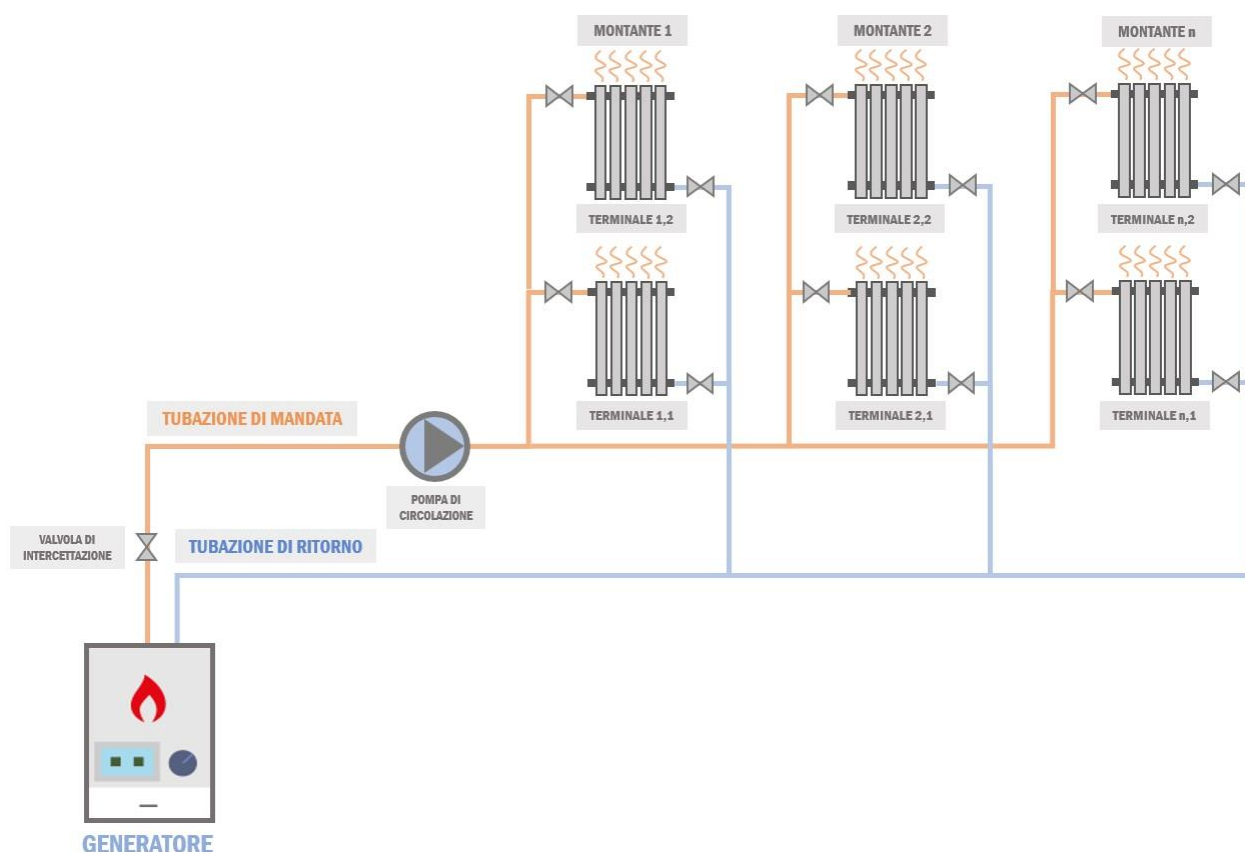 MONTANTE 1
MONTANTE 2
MONTANTE n
TERMINALE 1,2
TERMINALE 2,2
TERMINALE n,2
TERMINALE 1,1
TERMINALE 2,1
TERMINALE n,1
TUBAZIONE DI MANDATA
POMPA DI
CIRCOLAZIONE
VALVOLA DI
INTERCETTAZIONE
TUBAZIONE DI RITORNO
GENERATORE